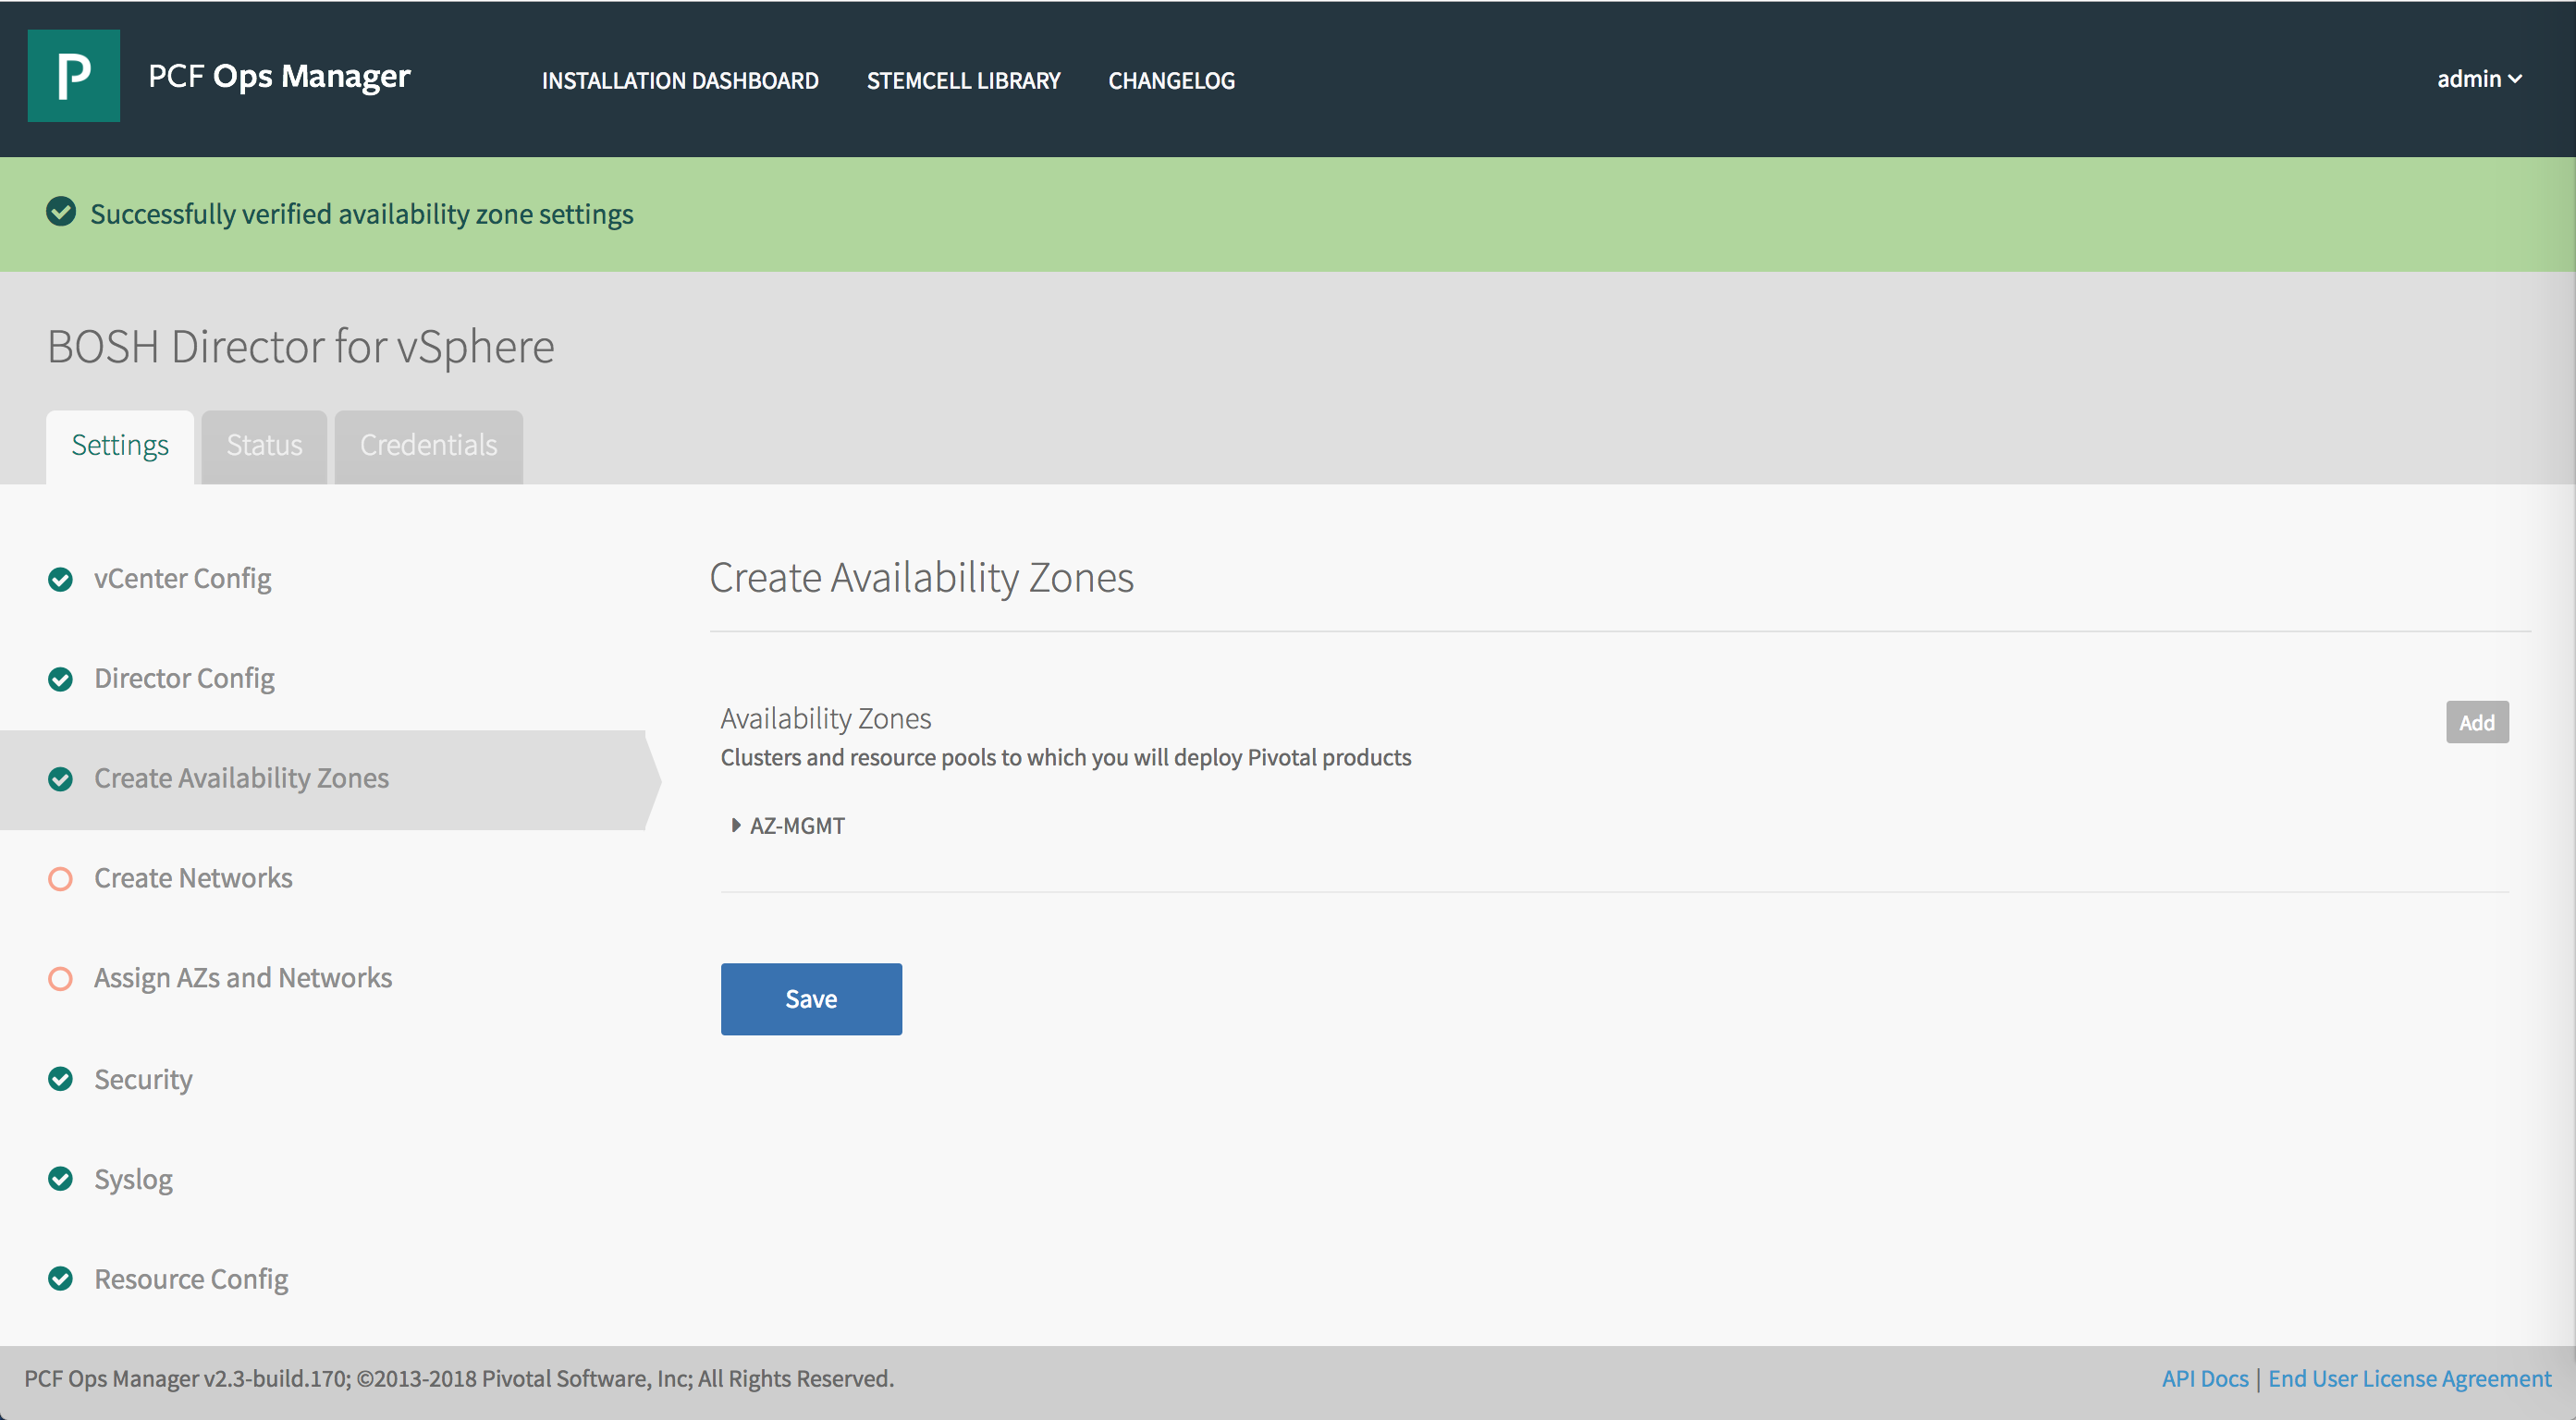 P
PCF Ops Manager
INSTALLATION DASHBOARD STEMCELL LIBRARY CHANGELOG
admin
Successfully verified availability zone settings
BOSH Director for vSphere
Settings Status Credentials
vCenter Config
Director Config
Create Availability Zones
Create Networks
Assign AZs and Networks
Security
Syslog
Resource Config
Create Availability Zones
Availability Zones
Add
Clusters and resource pools to which you will deploy Pivotal products
AZ-MGMT
Save
PCF Ops Manager v2.3-build.170; ©2013-2018 Pivotal Software, Inc; All Rights Reserved.
API Docs | End User License Agreement